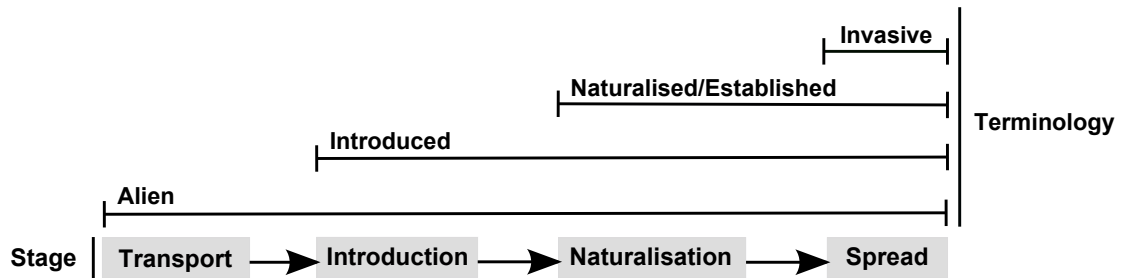 Invasive
Naturalised/Established
Terminology
Introduced
Alien
Stage Transport Introduction Naturalisation Spread